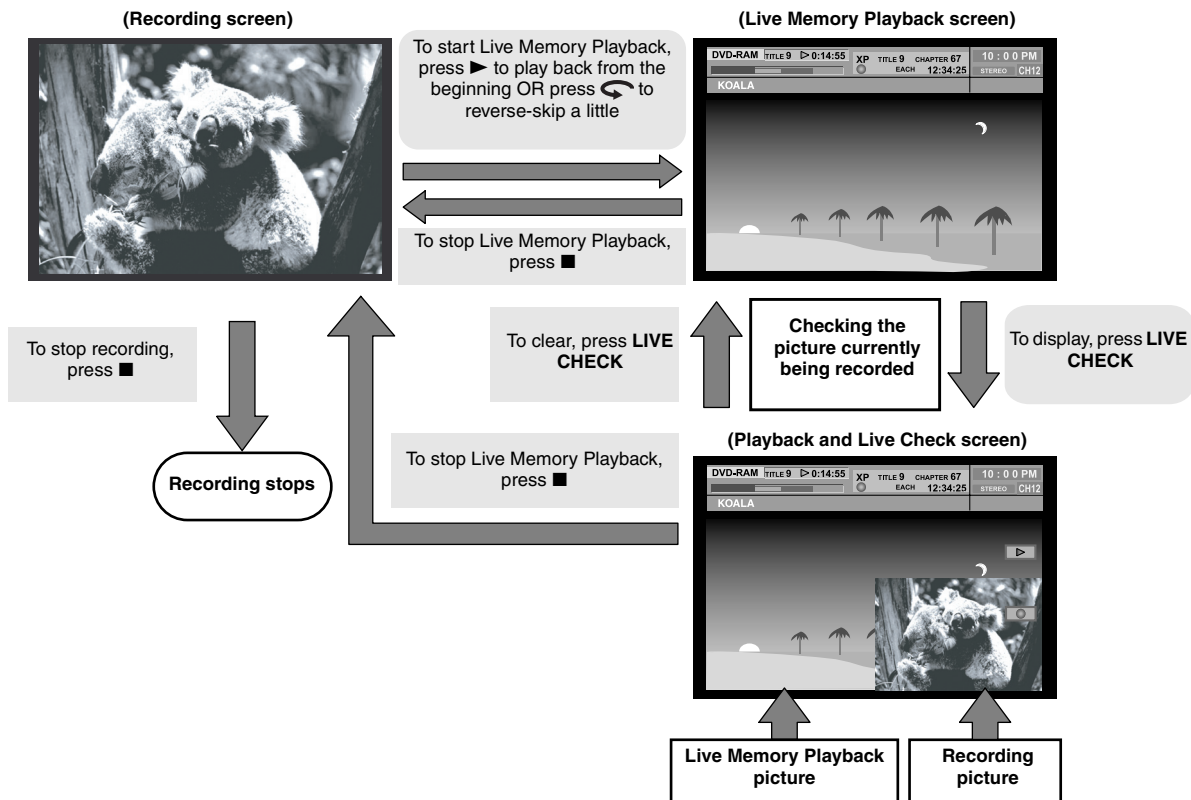 (Recording screen)
To start Live Memory Playback,
press ► to play back from the
beginning OR press to
reverse-skip a little
(Live Memory Playback screen)
DVD-RAM TITLE 9 ▷ 0:14:55
XP TITLE 9 CHAPTER 67
EACH 12:34:25
10:00 PM
STEREO CH12
KOALA
To stop Live Memory Playback,
press ■
To stop recording,
press ■
To clear, press LIVE
CHECK
Checking the
picture currently
being recorded
To display, press LIVE
CHECK
Recording stops
To stop Live Memory Playback,
press ■
(Playback and Live Check screen)
DVD-RAM TITLE 9 ▷ 0:14:55
XP TITLE 9 CHAPTER 67
EACH 12:34:25
10:00 PM
STEREO CH12
KOALA
Live Memory Playback
picture
Recording
picture